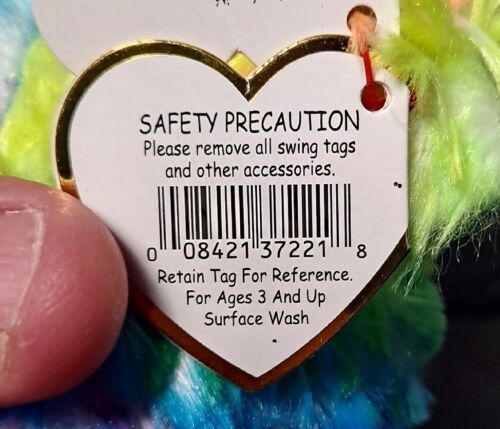 SAFETY PRECAUTION
Please remove all swing tags
and other accessories.
0 08421 37221 8
Retain Tag For Reference.
For Ages 3 And Up
Surface Wash